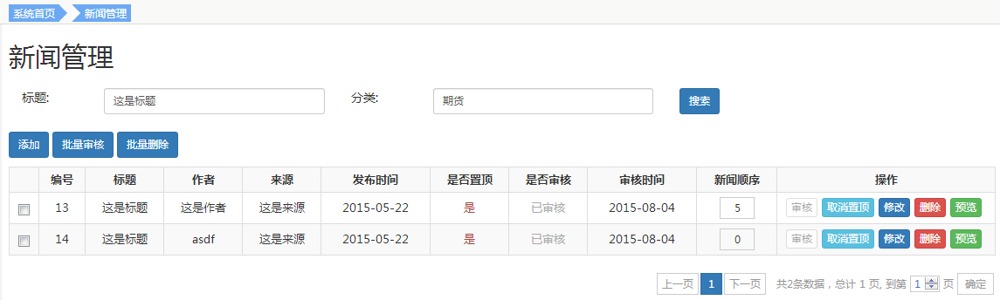 系统首页 新闻管理
新闻管理
标题: 这是标题 分类: 期货 搜索
添加 批量审核 批量删除
编号 标题 作者 来源 发布时间 是否置顶 是否审核 审核时间 新闻顺序 操作
13 这是标题 这是作者 这是来源 2015-05-22 是 已审核 2015-08-04 5 审核 取消置顶 修改 删除 预览
14 这是标题 asdf 这是来源 2015-05-22 是 已审核 2015-08-04 0 审核 取消置顶 修改 删除 预览
上一页 1 下一页 共2条数据，总计 1 页, 到第 1 页 确定